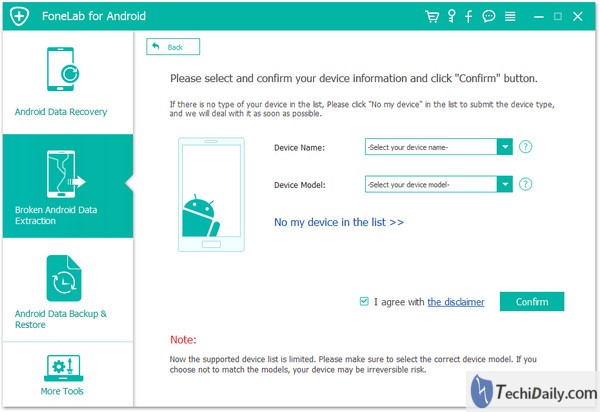 FoneLab for Android
Back
Please select and confirm your device information and click "Confirm" button.
If there is no type of your device in the list, Please click "No my device" in the list to submit the device type,
and we will deal with it as soon as possible.
Android Data Recovery
Broken Android Data
Extraction
Android Data Backup &
Restore
More Tools
Device Name:
-Select your device name-
?
Device Model:
-Select your device model-
?
No my device in the list >>
I agree with the disclaimer
Confirm
Note:
Now the supported device list is limited. Please make sure to select the correct device model. If you
choose not to match the models, your device may be irreversible risk.
TechiDaily.com